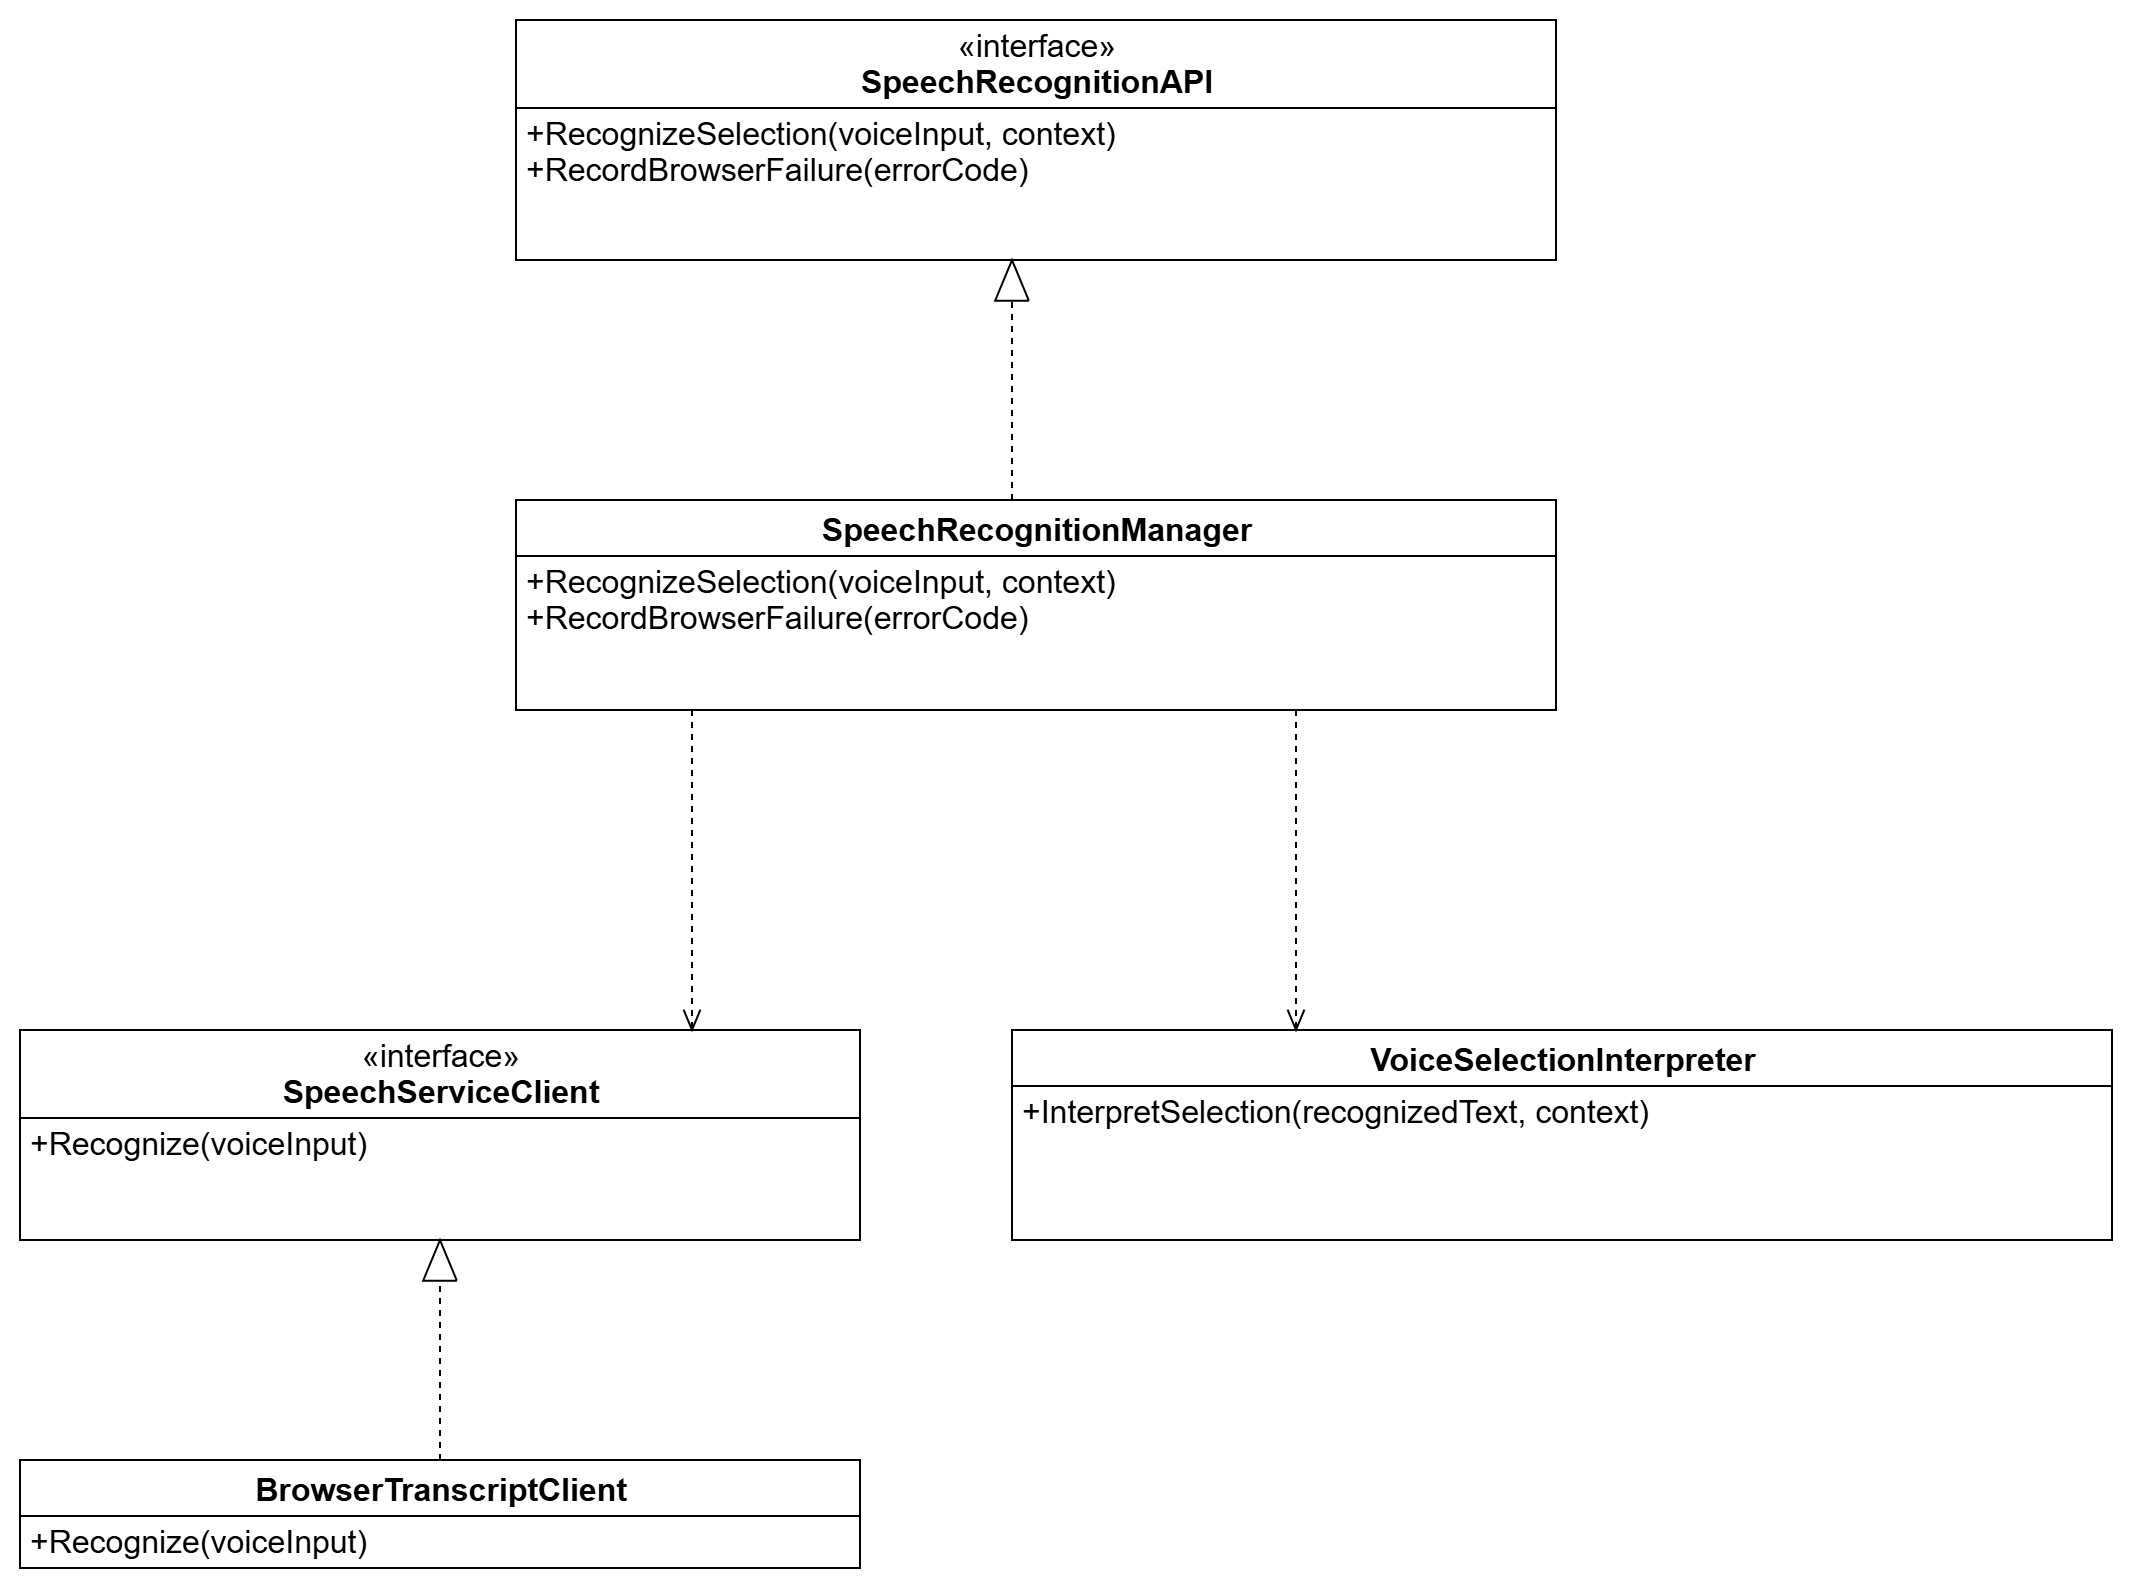 «interface»
SpeechRecognitionAPI
+RecognizeSelection(voiceInput, context)
+RecordBrowserFailure(errorCode)
SpeechRecognitionManager
+RecognizeSelection(voiceInput, context)
+RecordBrowserFailure(errorCode)
«interface»
SpeechServiceClient
+Recognize(voiceInput)
VoiceSelectionInterpreter
+InterpretSelection(recognizedText, context)
BrowserTranscriptClient
+Recognize(voiceInput)